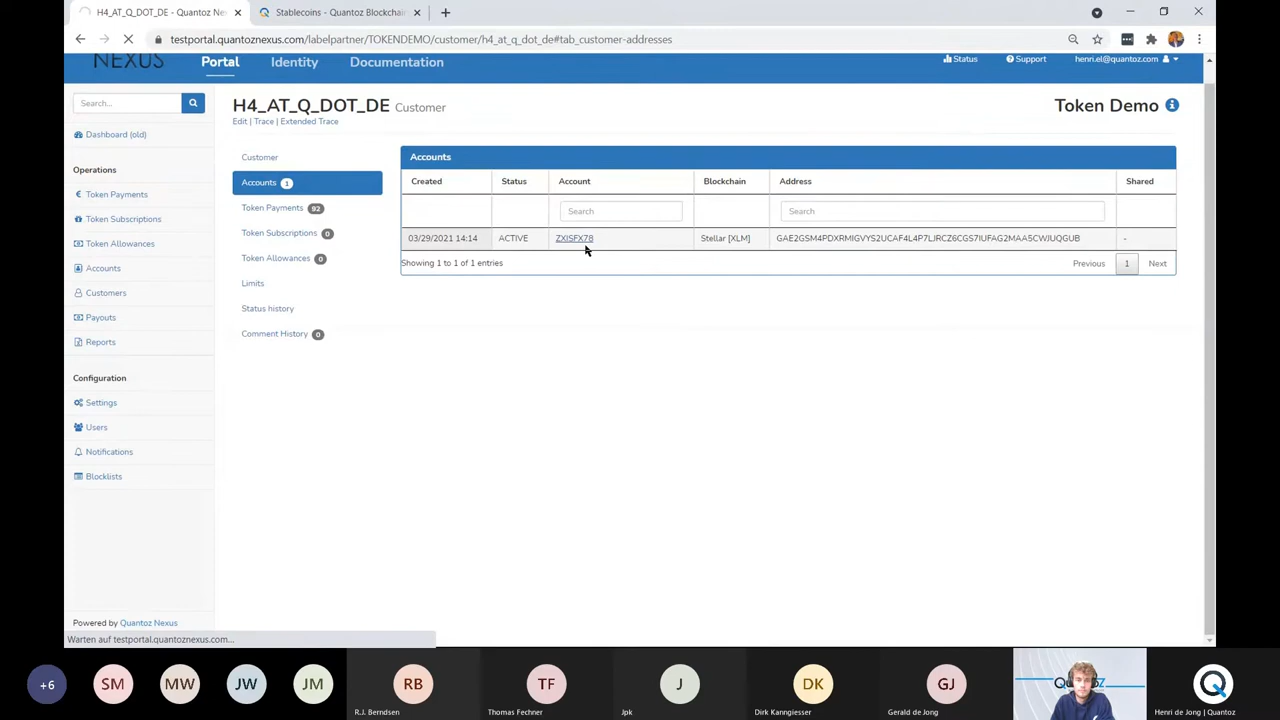 H4_AT_Q_DOT_DE - Quantoz Ne
Stablecoins - Quantoz Blockchain
testportal.quantoznexus.com/labelpartner/TOKENDEMO/customer/h4_at_q_dot_de#tab_customer-addresses
NEXUS
Portal
Identity
Documentation
Status
Support
henri.el@quantoz.com
Search...
H4_AT_Q_DOT_DE Customer
Token Demo
Edit | Trace | Extended Trace
Dashboard (old)
Operations
Token Payments
Token Subscriptions
Token Allowances
Accounts
Customers
Payouts
Reports
Configuration
Settings
Users
Notifications
Blocklists
Powered by Quantoz Nexus
Customer
Accounts 1
Token Payments 92
Token Subscriptions 0
Token Allowances 0
Limits
Status history
Comment History 0
Accounts
Created Status Account Blockchain Address Shared
Search Search
03/29/2021 14:14 ACTIVE ZXISFX78 Stellar [XLM] GAE2GSM4PDXRMIGVYS2UCAF4L4P7LJRCZ6CGS7IUFAG2MAA5CWJUQGUB -
Showing 1 to 1 of 1 entries
Previous 1 Next
Warten auf testportal.quantoznexus.com...
+6
SM
MW
JW
JM
RB
R.J. Berndsen
TF
Thomas Fechner
J
Jpk
DK
Dirk Kanngiesser
GJ
Gerald de Jong
Henri de Jong | Quantoz